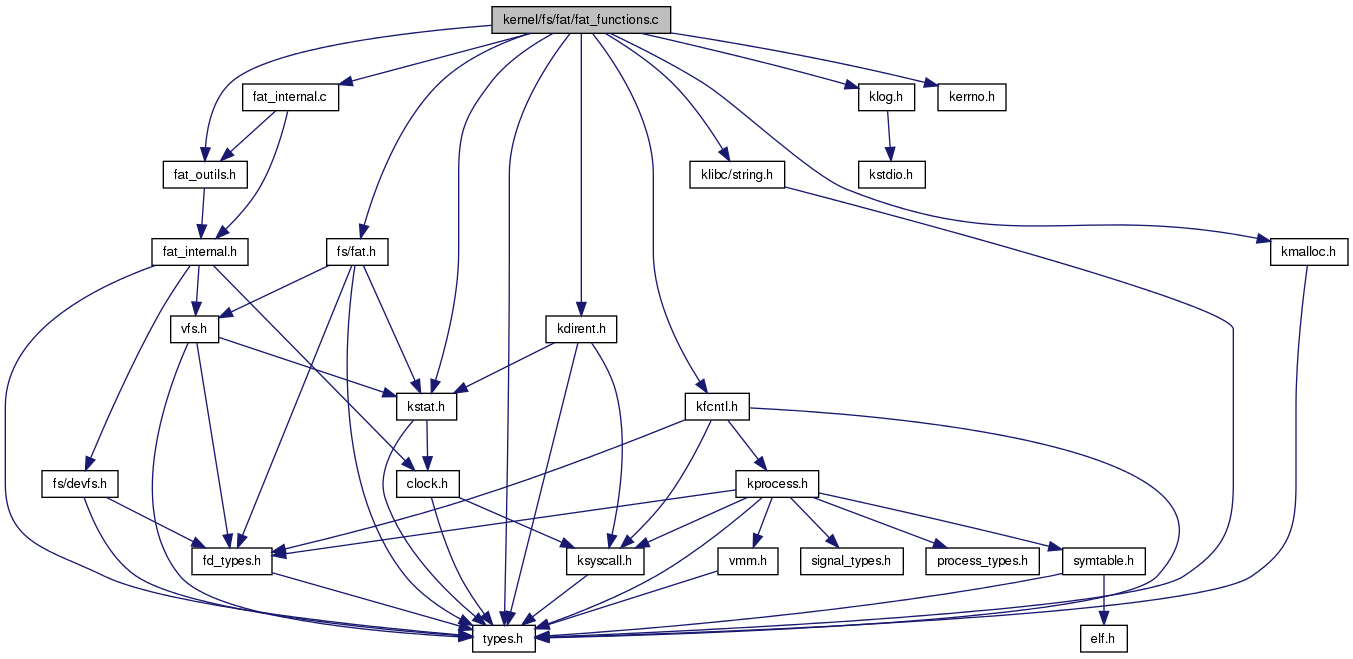 kernel/fs/fat/fat_functions.c
fat_internal.c
klog.h
kerrno.h
fat_outils.h
klibc/string.h
kstdio.h
fat_internal.h
fs/fat.h
kmalloc.h
vfs.h
kdirent.h
kstat.h
kfcntl.h
fs/devfs.h
clock.h
kprocess.h
fd_types.h
ksyscall.h
vmm.h
signal_types.h
process_types.h
symtable.h
types.h
elf.h